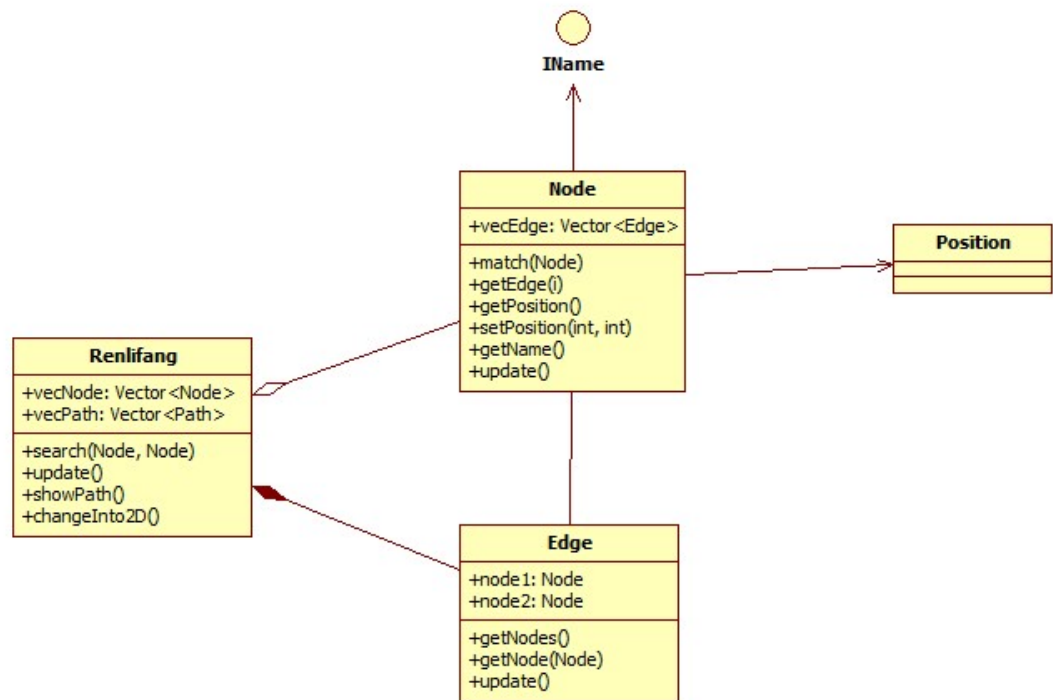 IName
Node
+vecEdge: Vector<Edge>
+match(Node)
+getEdge(i)
+getPosition()
+setPosition(int, int)
+getName()
+update()
Position
Renlifang
+vecNode: Vector<Node>
+vecPath: Vector<Path>
+search(Node, Node)
+update()
+showPath()
+changeInto2D()
Edge
+node1: Node
+node2: Node
+getNodes()
+getNode(Node)
+update()